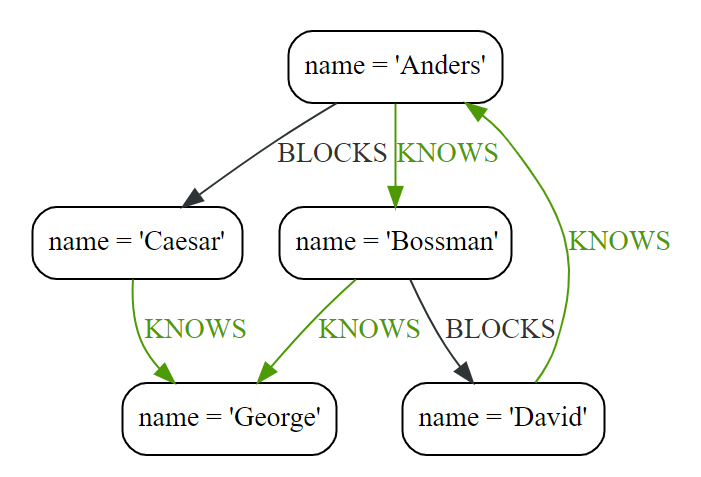 name = 'Anders'
BLOCKS
KNOWS
name = 'Caesar'
name = 'Bossman'
KNOWS
KNOWS
KNOWS
BLOCKS
name = 'George'
name = 'David'